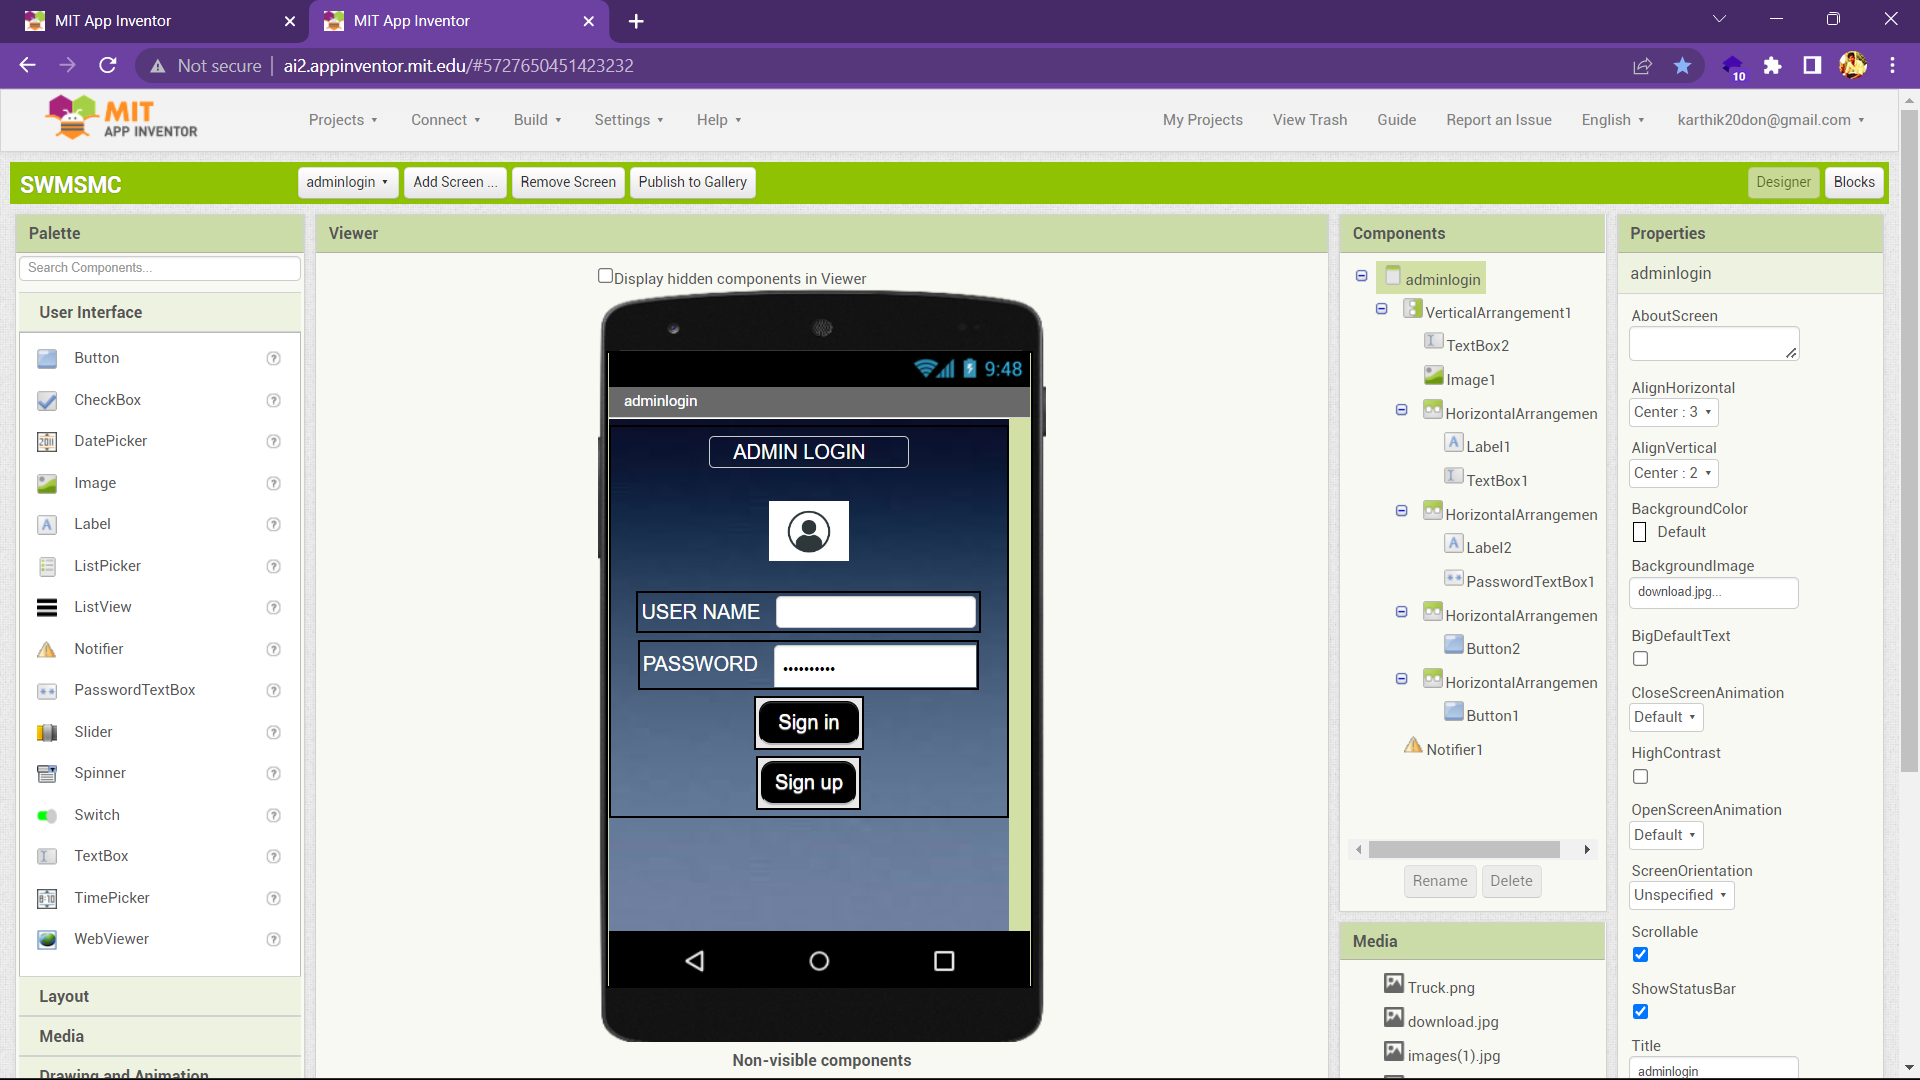 MIT App Inventor
MIT App Inventor
Not secure
ai2.appinventor.mit.edu/#5727650451423232
10
MIT
APP INVENTOR
Projects
Connect
Build
Settings
Help
My Projects
View Trash
Guide
Report an Issue
English
karthik20don@gmail.com
SWMSMC
adminlogin
Add Screen ...
Remove Screen
Publish to Gallery
Designer
Blocks
Palette
Search Components...
User Interface
Button
CheckBox
DatePicker
Image
Label
ListPicker
ListView
Notifier
PasswordTextBox
Slider
Spinner
Switch
TextBox
TimePicker
WebViewer
Layout
Media
Drawing and Animation
Viewer
Display hidden components in Viewer
9:48
adminlogin
ADMIN LOGIN
USER NAME
PASSWORD
Sign in
Sign up
Non-visible components
Components
adminlogin
VerticalArrangement1
TextBox2
Image1
HorizontalArrangemen
Label1
TextBox1
HorizontalArrangemen
Label2
PasswordTextBox1
HorizontalArrangemen
Button2
HorizontalArrangemen
Button1
Notifier1
Rename
Delete
Media
Truck.png
download.jpg
images(1).jpg
Properties
adminlogin
AboutScreen
AlignHorizontal
Center : 3
AlignVertical
Center : 2
BackgroundColor
Default
BackgroundImage
download.jpg...
BigDefaultText
CloseScreenAnimation
Default
HighContrast
OpenScreenAnimation
Default
ScreenOrientation
Unspecified
Scrollable
ShowStatusBar
Title
adminlogin